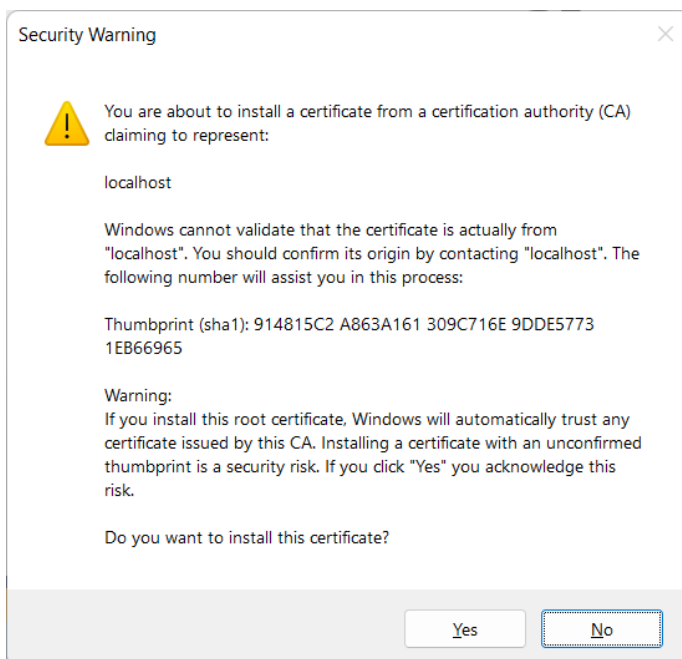 Security Warning
You are about to install a certificate from a certification authority (CA)
claiming to represent:
localhost
Windows cannot validate that the certificate is actually from
"localhost". You should confirm its origin by contacting "localhost". The
following number will assist you in this process:
Thumbprint (sha1): 914815C2 A863A161 309C716E 9DDE5773
1EB66965
Warning:
If you install this root certificate, Windows will automatically trust any
certificate issued by this CA. Installing a certificate with an unconfirmed
thumbprint is a security risk. If you click "Yes" you acknowledge this
risk.
Do you want to install this certificate?
Yes
No